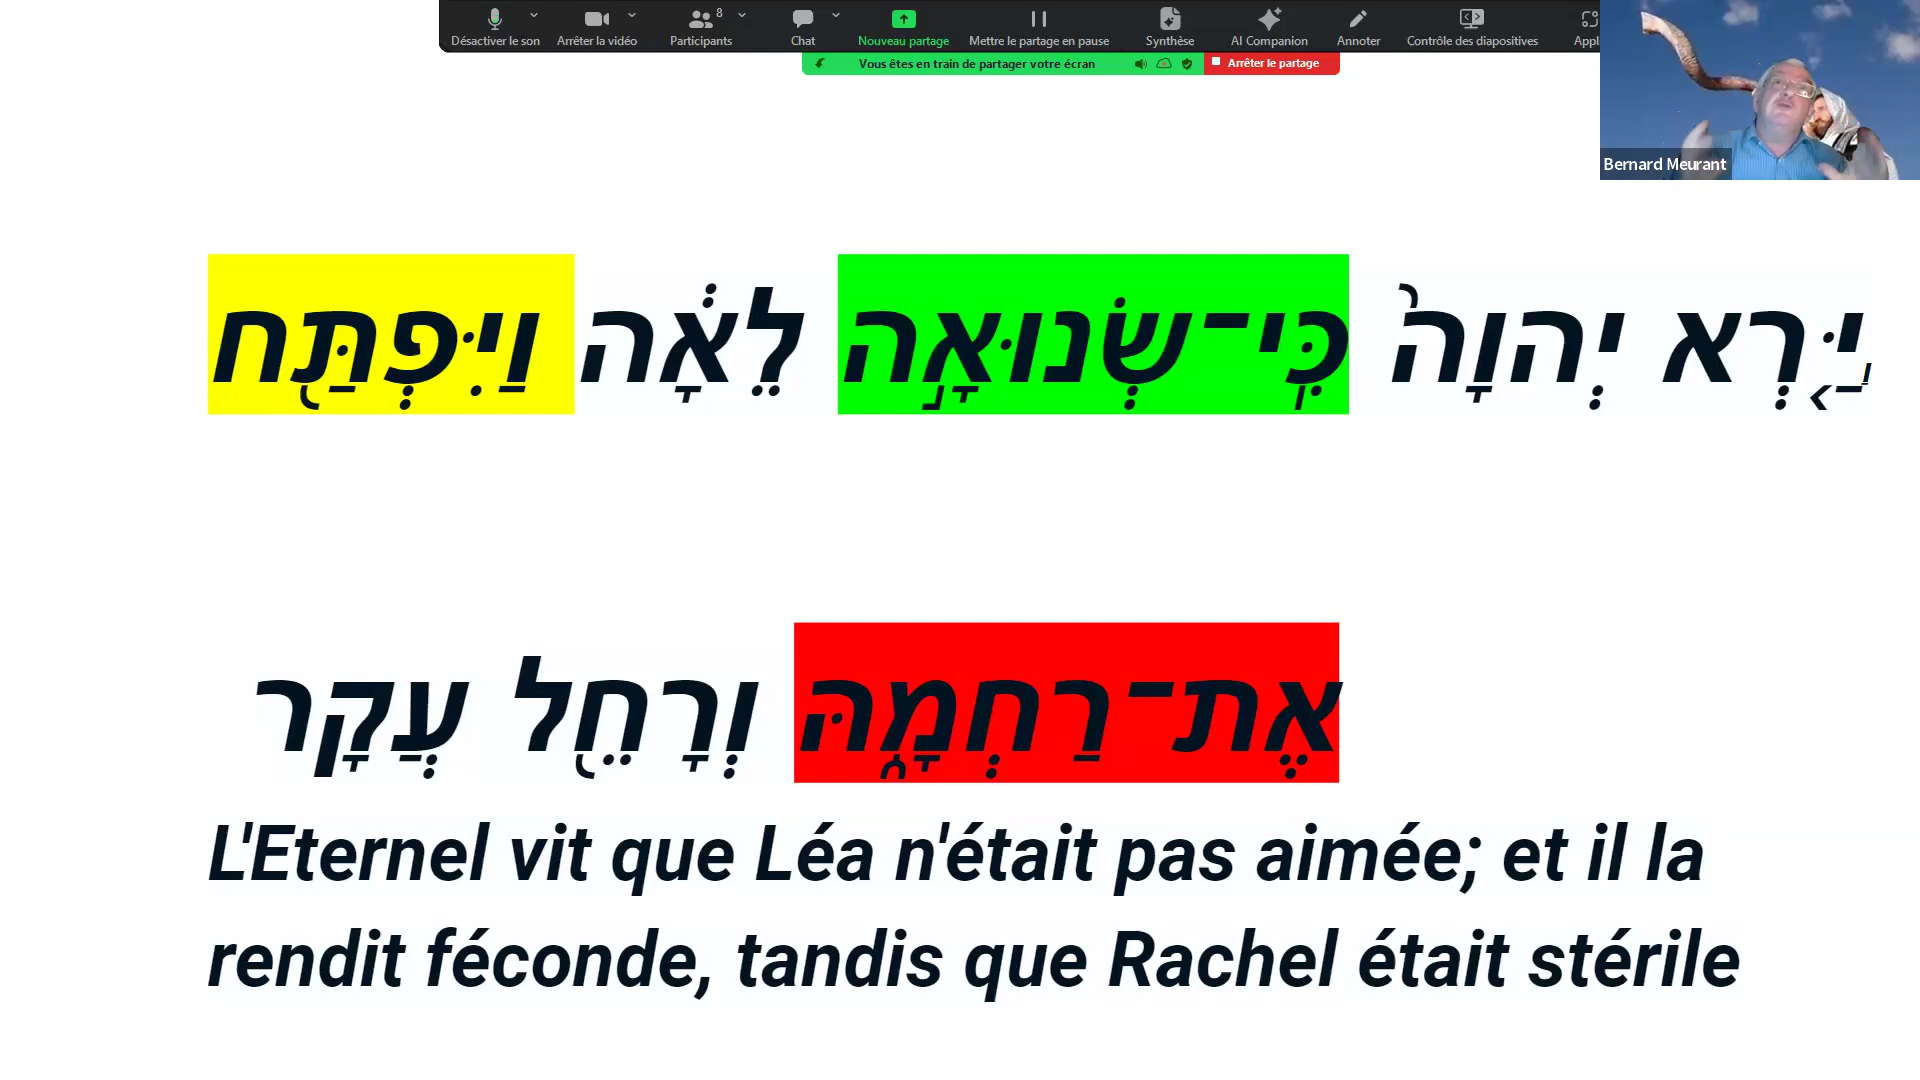 Désactiver le son Arrêter la vidéo Participants 8 Chat Nouveau partage Mettre le partage en pause Synthèse AI Companion Annoter Contrôle des diapositives Appl
Vous êtes en train de partager votre écran Arrêter le partage
Bernard Meurant
וַיַּ֤רְא יְהוָה֙ כִּֽי־שְׂנוּאָ֣ה לֵאָ֔ה וַיִּפְתַּ֖ח
אֶת־רַחְמָ֑הּ וְרָחֵ֖ל עֲקָרָ
L'Eternel vit que Léa n'était pas aimée; et il la
rendit féconde, tandis que Rachel était stérile